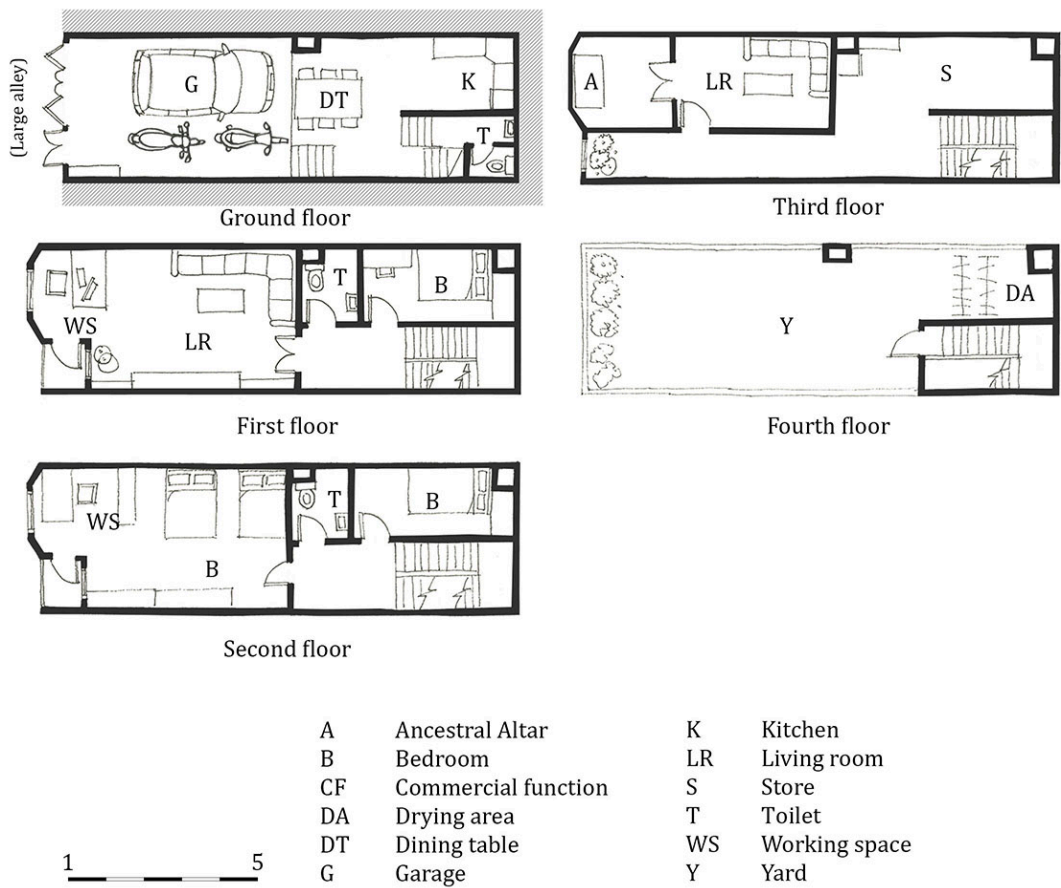 (Large alley)
G
DT
K
T
Ground floor
A
LR
S
Third floor
WS
LR
T
B
First floor
Y
DA
Fourth floor
WS
B
T
B
Second floor
A Ancestral Altar
B Bedroom
CF Commercial function
DA Drying area
DT Dining table
G Garage
K Kitchen
LR Living room
S Store
T Toilet
WS Working space
Y Yard
1 5